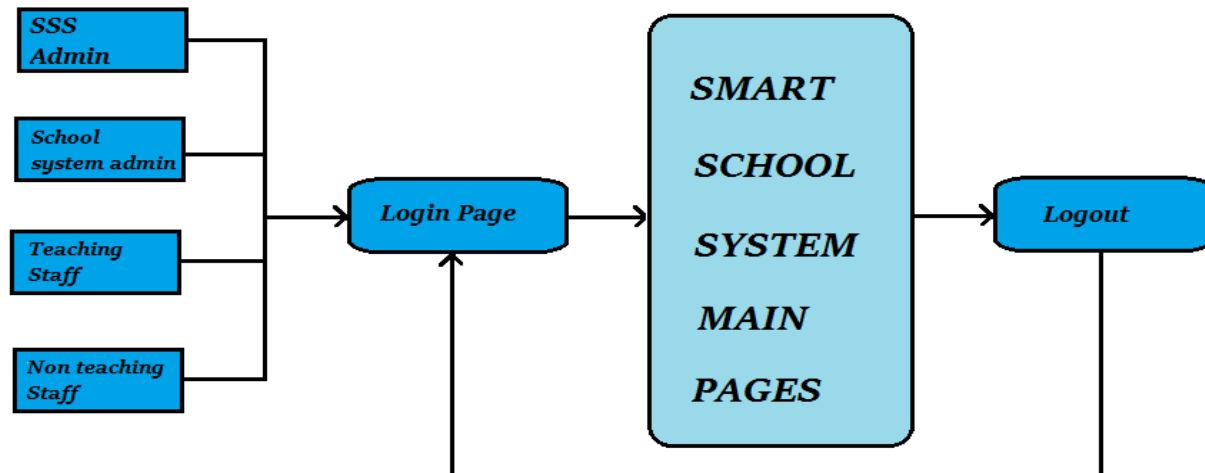 SSS
Admin
School
system admin
Teaching
Staff
Non teaching
Staff
Login Page
SMART
SCHOOL
SYSTEM
MAIN
PAGES
Logout